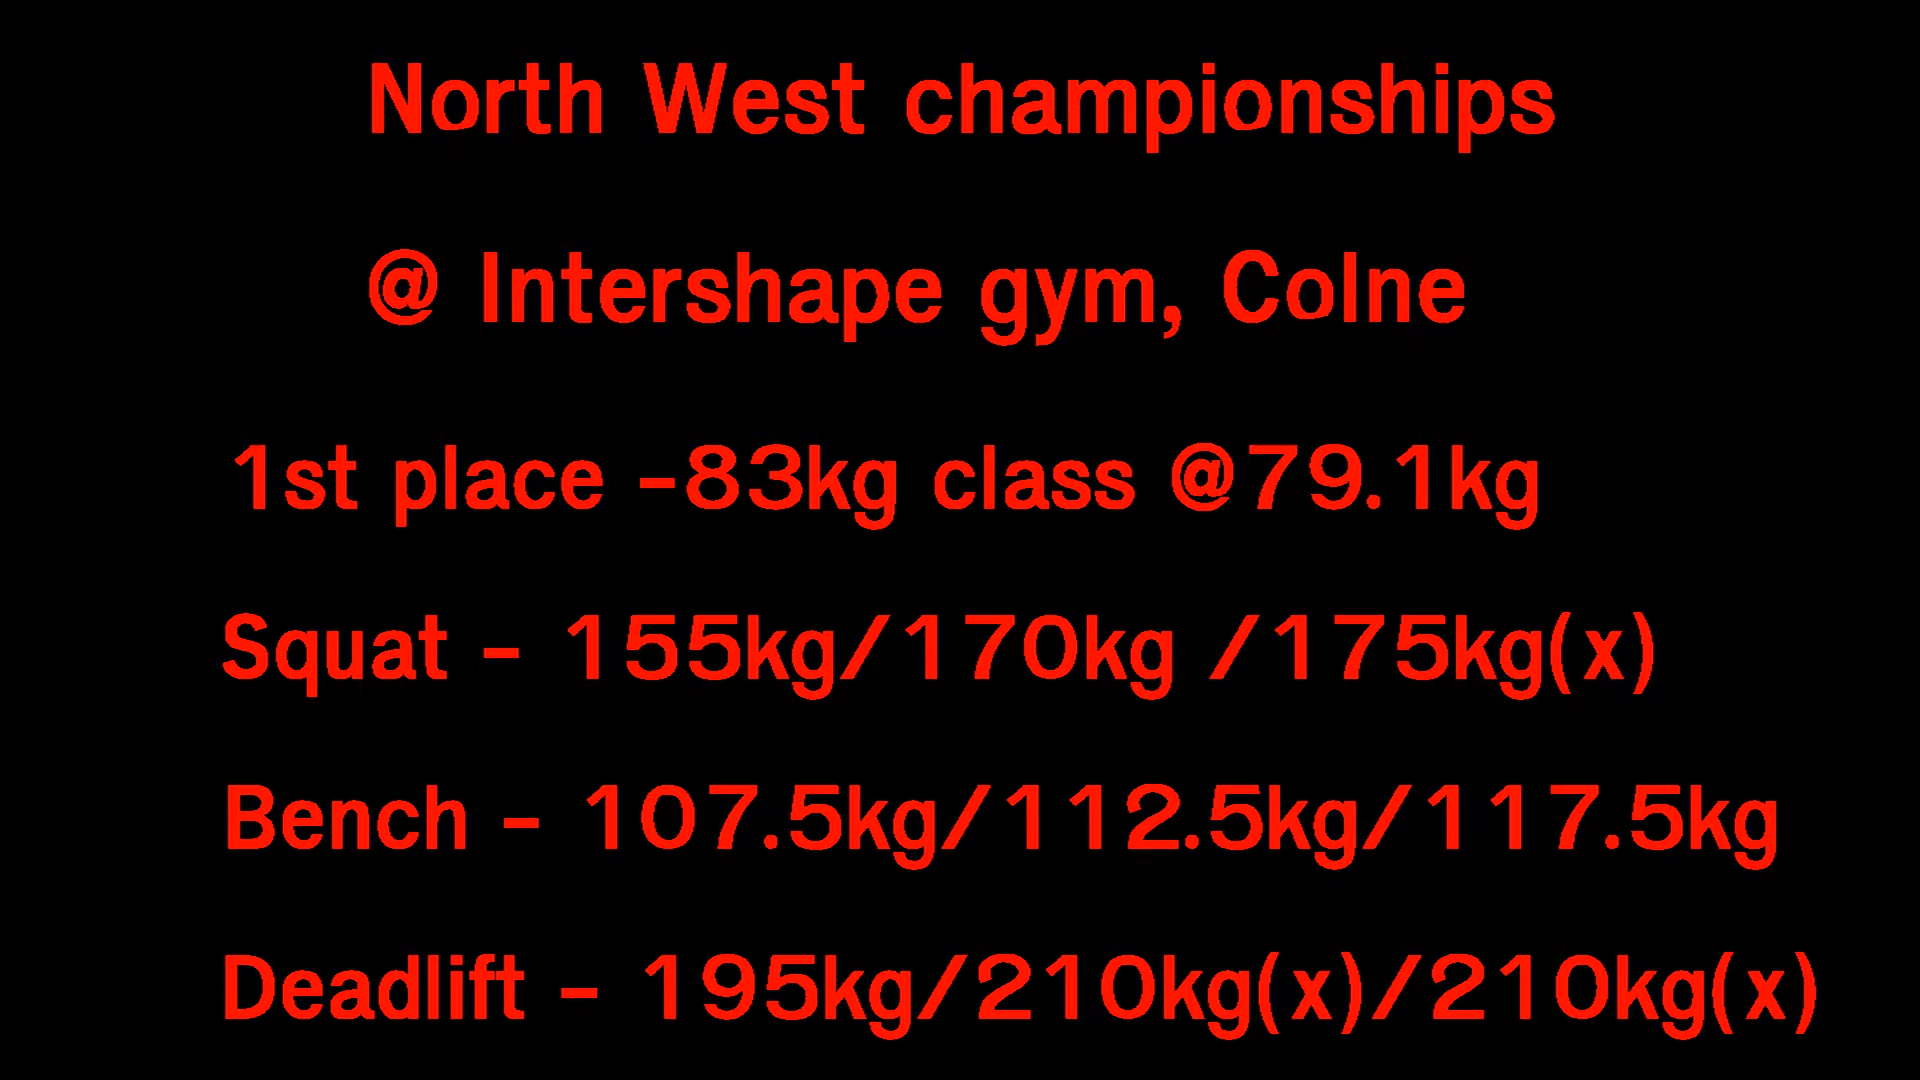 North West championships
@ Intershape gym, Colne
1st place -83kg class @79.1kg
Squat - 155kg/170kg /175kg(x)
Bench - 107.5kg/112.5kg/117.5kg
Deadlift - 195kg/210kg(x)/210kg(x)